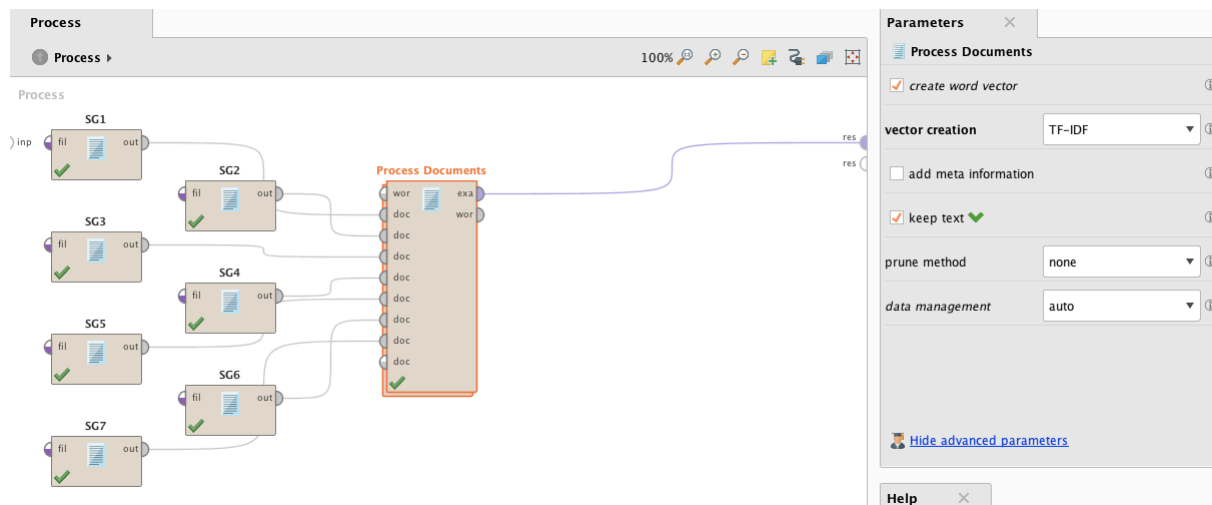 Process
Process
100%
Process
inp
SG1
fil
out
SG2
fil
out
SG3
fil
out
SG4
fil
out
SG5
fil
out
SG6
fil
out
SG7
fil
out
Process Documents
wor
exa
doc
wor
doc
doc
doc
doc
doc
doc
doc
res
res
Parameters
Process Documents
create word vector
vector creation
TF-IDF
add meta information
keep text
prune method
none
data management
auto
Hide advanced parameters
Help